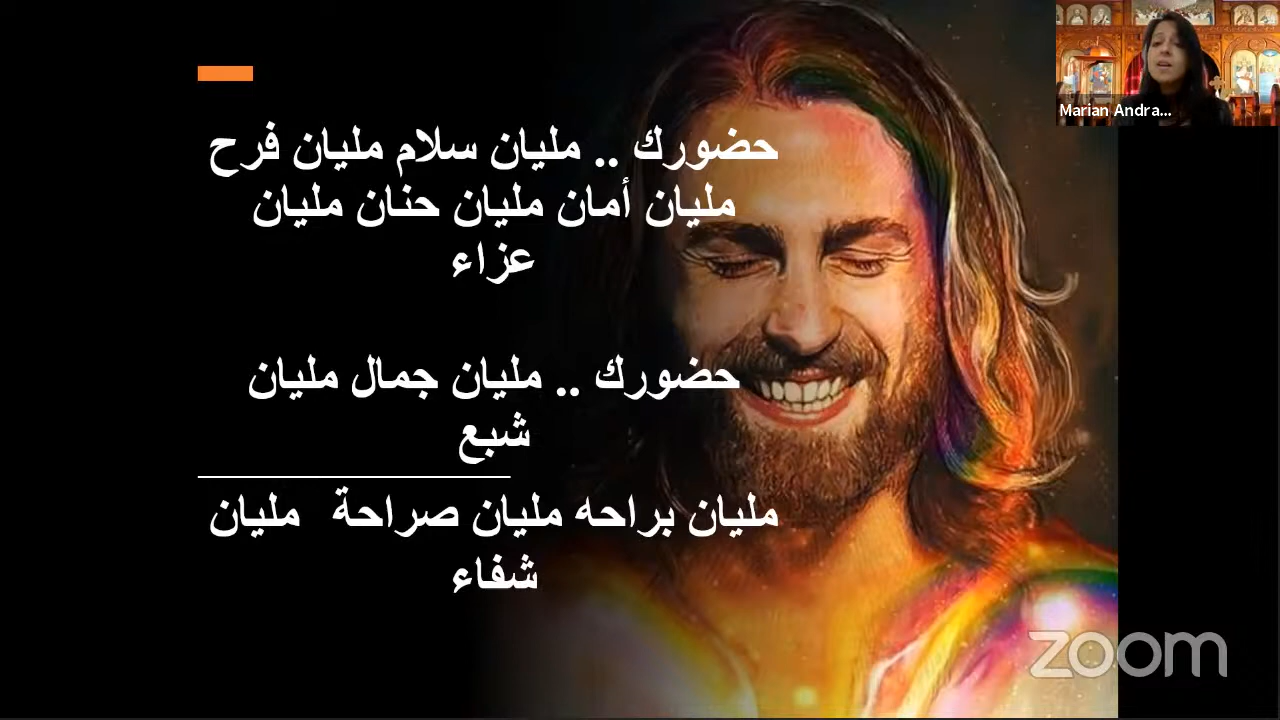 Marian Andra...
حضورك .. مليان سلام مليان فرح
مليان أمان مليان حنان مليان
عزاء
حضورك .. مليان جمال مليان
شبع
مليان براحه مليان صراحة مليان
شفاء
zoom